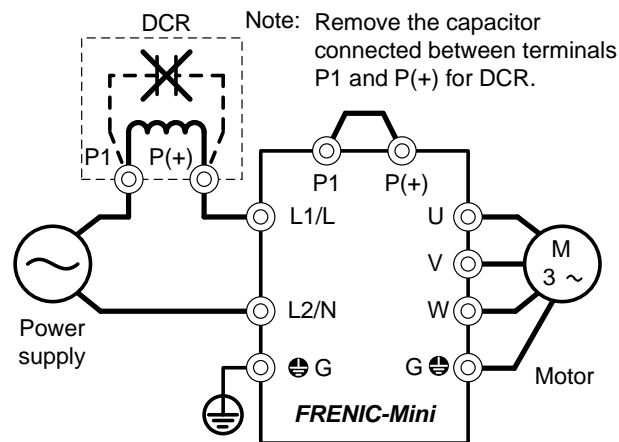 DCR
Note: Remove the capacitor
connected between terminals
P1 and P(+) for DCR.
P1 P(+)
P1 P(+)
L1/L
U
V
M
3 ~
L2/N
W
Power
supply
G
G
Motor
FRENIC-Mini